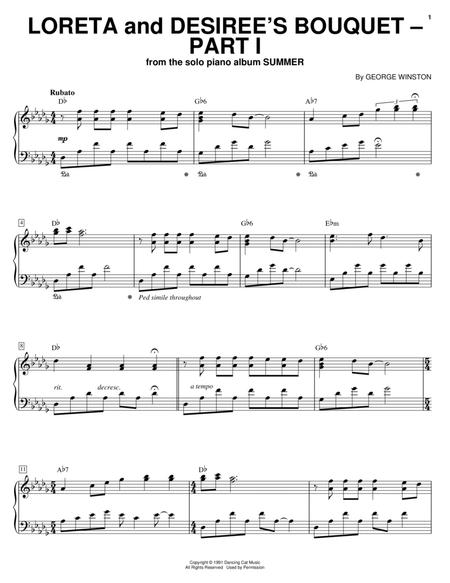 1
LORETA and DESIREE'S BOUQUET –
PART I
from the solo piano album SUMMER
By GEORGE WINSTON
Rubato
D♭ G♭6 A♭7
3 3
mp
4
D♭ D♭ G♭6 E♭m
Ped simile throughout
8
D♭ D♭ G♭6
rit. decresc. a tempo
11
A♭7 D♭
Copyright © 1991 Dancing Cat Music
All Rights Reserved Used by Permission